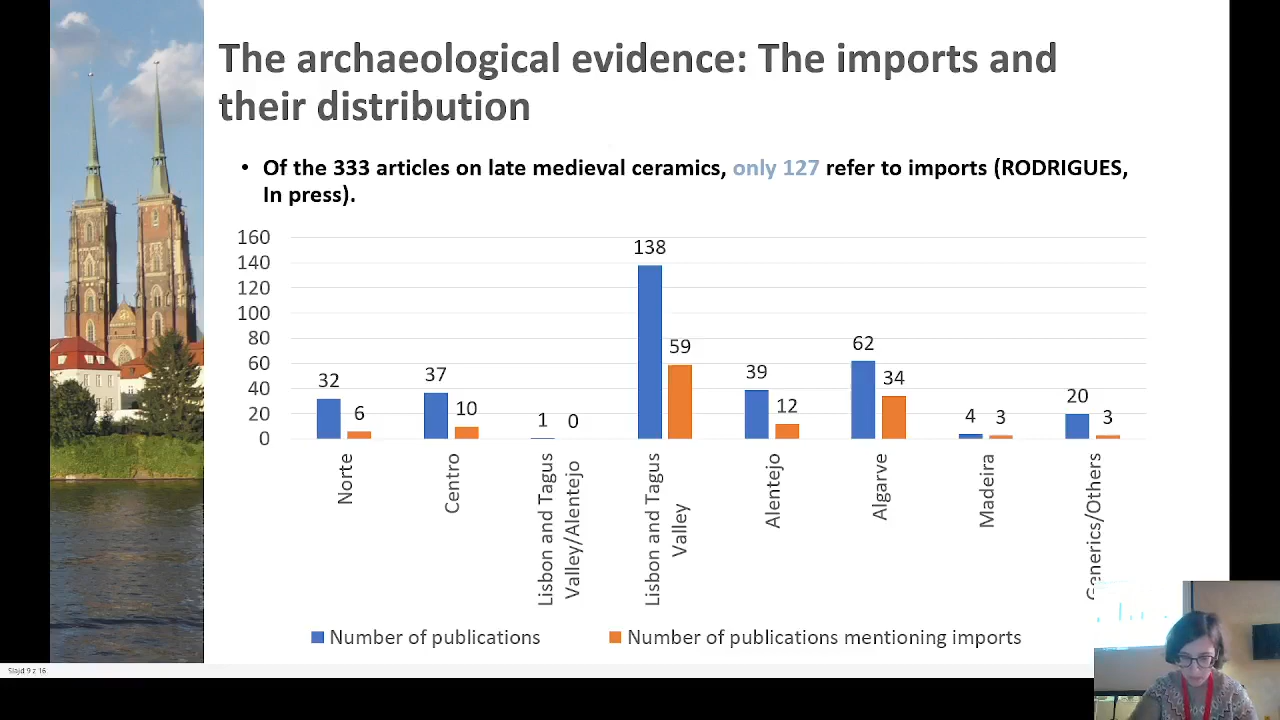 The archaeological evidence: The imports and
their distribution
• Of the 333 articles on late medieval ceramics, only 127 refer to imports (RODRIGUES,
In press).
160
140
120
100
80
60
40
20
0
32
6
37
10
1
0
138
59
39
12
62
34
4
3
20
3
Norte
Centro
Lisbon and Tagus
Valley/Alentejo
Lisbon and Tagus
Valley
Alentejo
Algarve
Madeira
Generics/Others
Number of publications
Number of publications mentioning imports
Slajd 9 z 16